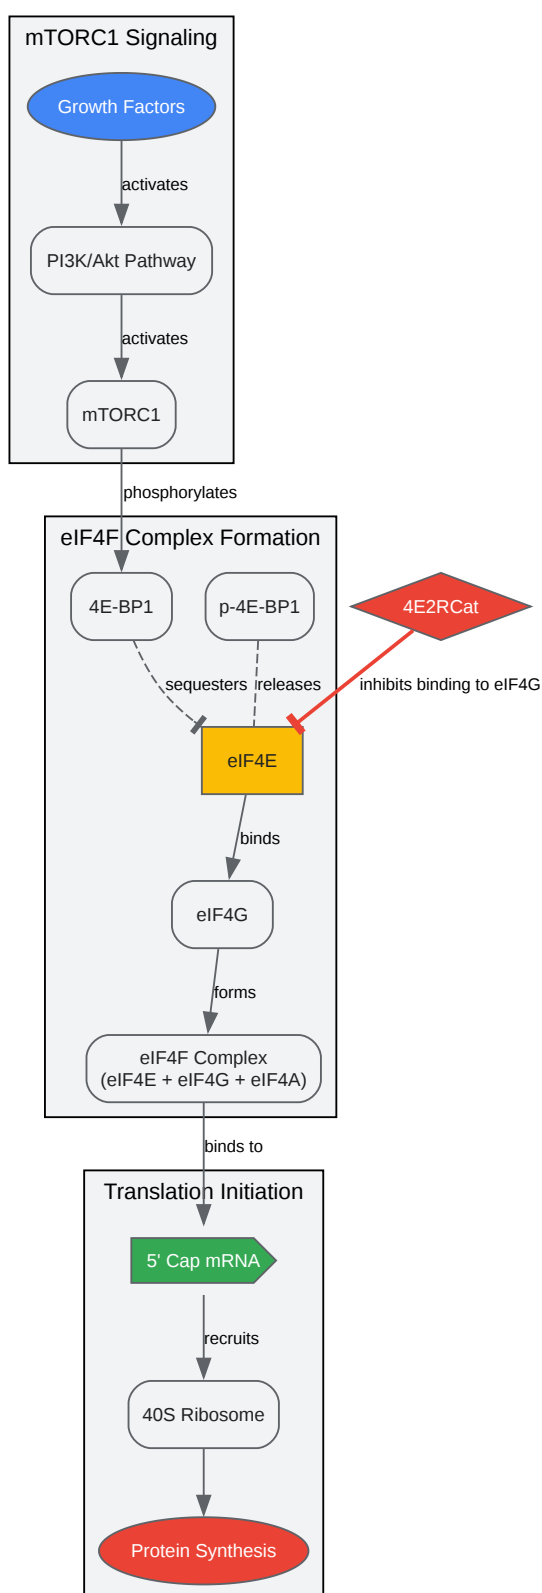 mTORC1 Signaling
Growth Factors
activates
PI3K/Akt Pathway
activates
mTORC1
phosphorylates
eIF4F Complex Formation
4E-BP1
p-4E-BP1
4E2RCat
sequesters
releases
inhibits binding to eIF4G
eIF4E
binds
eIF4G
forms
eIF4F Complex
(eIF4E + eIF4G + eIF4A)
binds to
Translation Initiation
5' Cap mRNA
recruits
40S Ribosome
Protein Synthesis